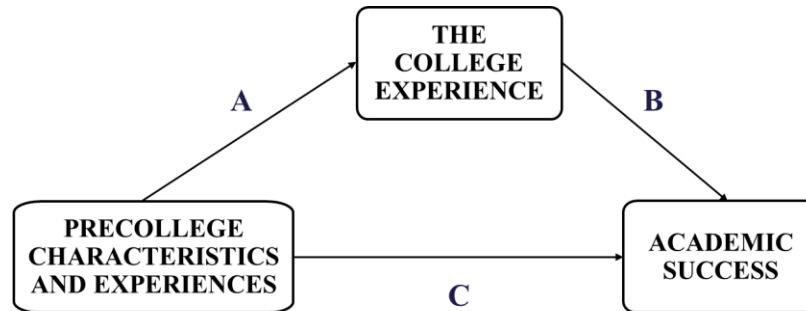 THE
COLLEGE
EXPERIENCE
A
B
PRECOLLEGE
CHARACTERISTICS
AND EXPERIENCES
ACADEMIC
SUCCESS
C